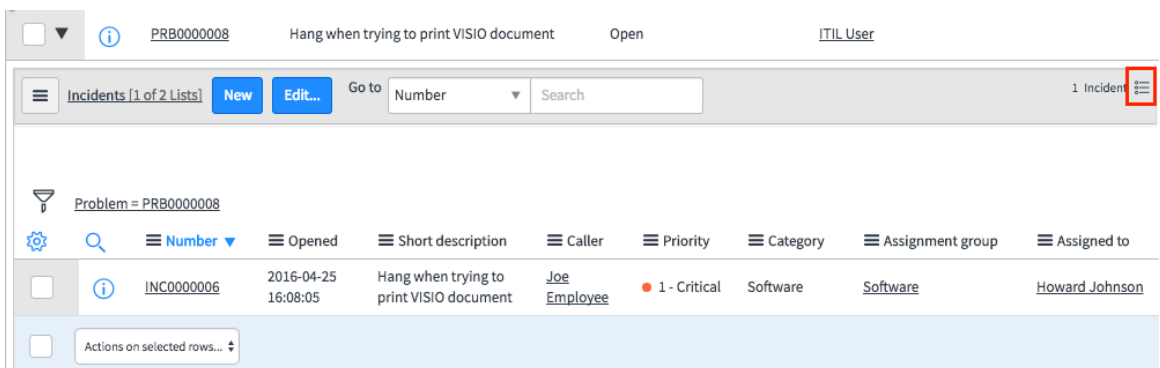 PRB0000008 Hang when trying to print VISIO document Open ITIL User
Incidents [1 of 2 Lists] New Edit... Go to Number Search 1 Incident
Problem = PRB0000008
Number Opened Short description Caller Priority Category Assignment group Assigned to
INC0000006 2016-04-25 Hang when trying to Joe 1 - Critical Software Software Howard Johnson
16:08:05 print VISIO document Employee
Actions on selected rows...